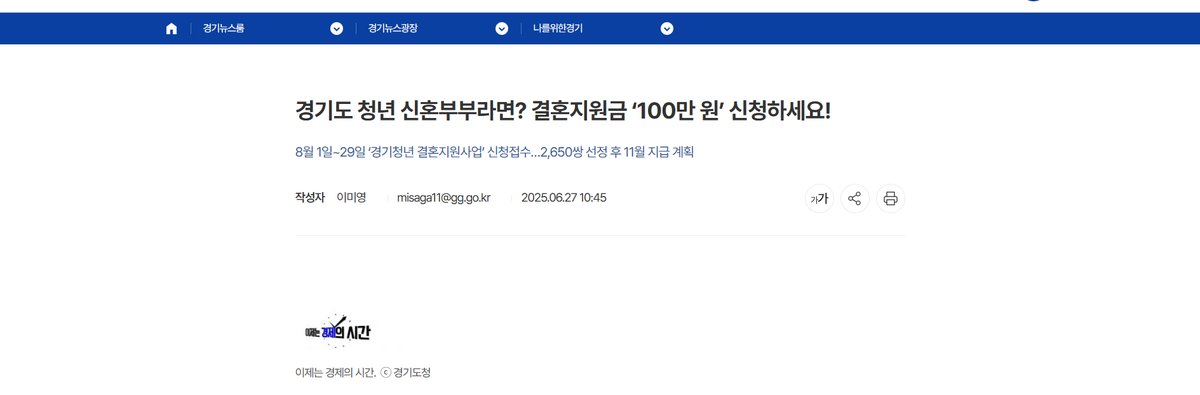 경기뉴스룸 경기뉴스광장 나를위한경기
경기도 청년 신혼부부라면? 결혼지원금 ‘100만 원’ 신청하세요!
8월 1일~29일 ‘경기청년 결혼지원사업’ 신청접수…2,650쌍 선정 후 11월 지급 계획
작성자 이미영 misaga11@gg.go.kr 2025.06.27 10:45 가가
이제는 경제의 시간
이제는 경제의 시간. ⓒ 경기도청